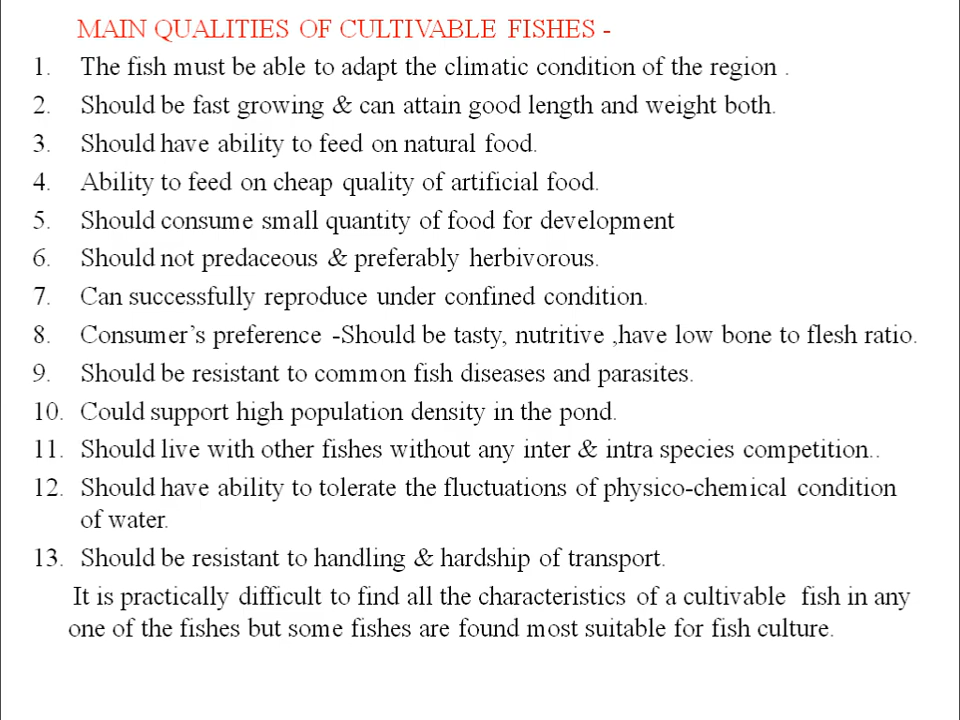 MAIN QUALITIES OF CULTIVABLE FISHES -
1. The fish must be able to adapt the climatic condition of the region .
2. Should be fast growing & can attain good length and weight both.
3. Should have ability to feed on natural food.
4. Ability to feed on cheap quality of artificial food.
5. Should consume small quantity of food for development
6. Should not predaceous & preferably herbivorous.
7. Can successfully reproduce under confined condition.
8. Consumer’s preference -Should be tasty, nutritive ,have low bone to flesh ratio.
9. Should be resistant to common fish diseases and parasites.
10. Could support high population density in the pond.
11. Should live with other fishes without any inter & intra species competition..
12. Should have ability to tolerate the fluctuations of physico-chemical condition
of water.
13. Should be resistant to handling & hardship of transport.
It is practically difficult to find all the characteristics of a cultivable fish in any
one of the fishes but some fishes are found most suitable for fish culture.